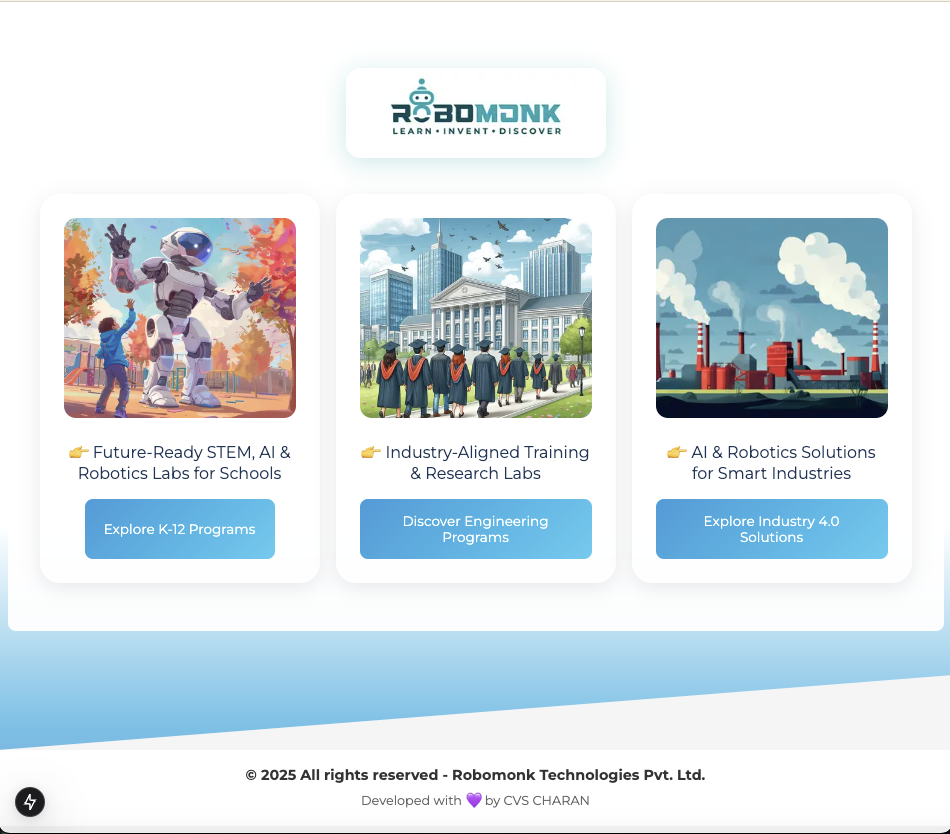 ROBOMONK
LEARN • INVENT • DISCOVER
👉 Future-Ready STEM, AI &
Robotics Labs for Schools
Explore K-12 Programs
👉 Industry-Aligned Training
& Research Labs
Discover Engineering
Programs
👉 AI & Robotics Solutions
for Smart Industries
Explore Industry 4.0
Solutions
© 2025 All rights reserved - Robomonk Technologies Pvt. Ltd.
Developed with 💜 by CVS CHARAN